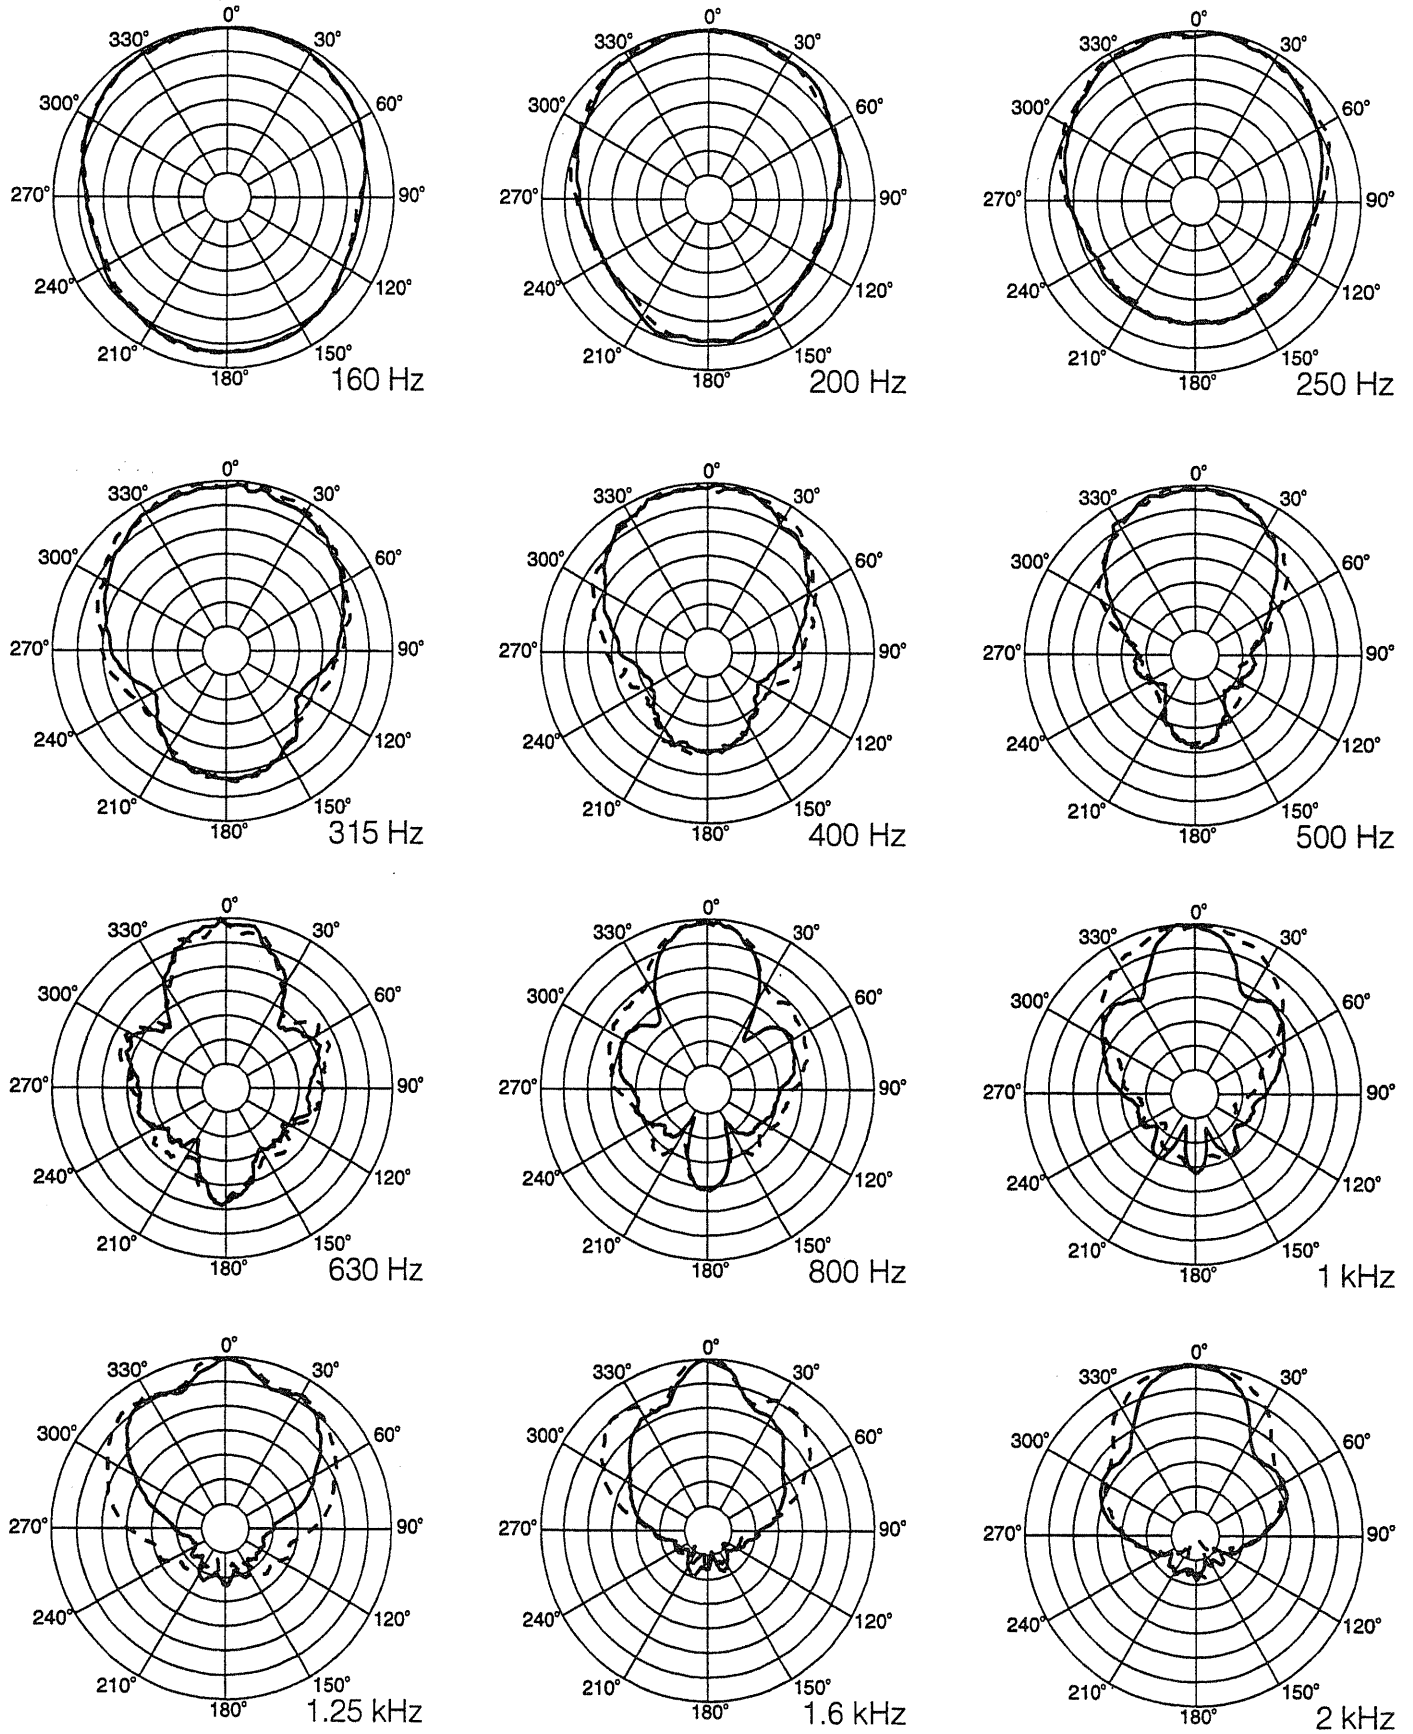 0° 0° 0°
330° 30° 330° 30° 330° 30°
300° 60° 300° 60° 300° 60°
270° 90° 270° 90° 270° 90°
240° 120° 240° 120° 240° 120°
210° 150° 210° 150° 210° 150°
180° 180° 180°
160 Hz 200 Hz 250 Hz
0° 0° 0°
330° 30° 330° 30° 330° 30°
300° 60° 300° 60° 300° 60°
270° 90° 270° 90° 270° 90°
240° 120° 240° 120° 240° 120°
210° 150° 210° 150° 210° 150°
180° 180° 180°
315 Hz 400 Hz 500 Hz
0° 0° 0°
330° 30° 330° 30° 330° 30°
300° 60° 300° 60° 300° 60°
270° 90° 270° 90° 270° 90°
240° 120° 240° 120° 240° 120°
210° 150° 210° 150° 210° 150°
180° 180° 180°
630 Hz 800 Hz 1 kHz
0° 0° 0°
330° 30° 330° 30° 330° 30°
300° 60° 300° 60° 300° 60°
270° 90° 270° 90° 270° 90°
240° 120° 240° 120° 240° 120°
210° 150° 210° 150° 210° 150°
180° 180° 180°
1.25 kHz 1.6 kHz 2 kHz